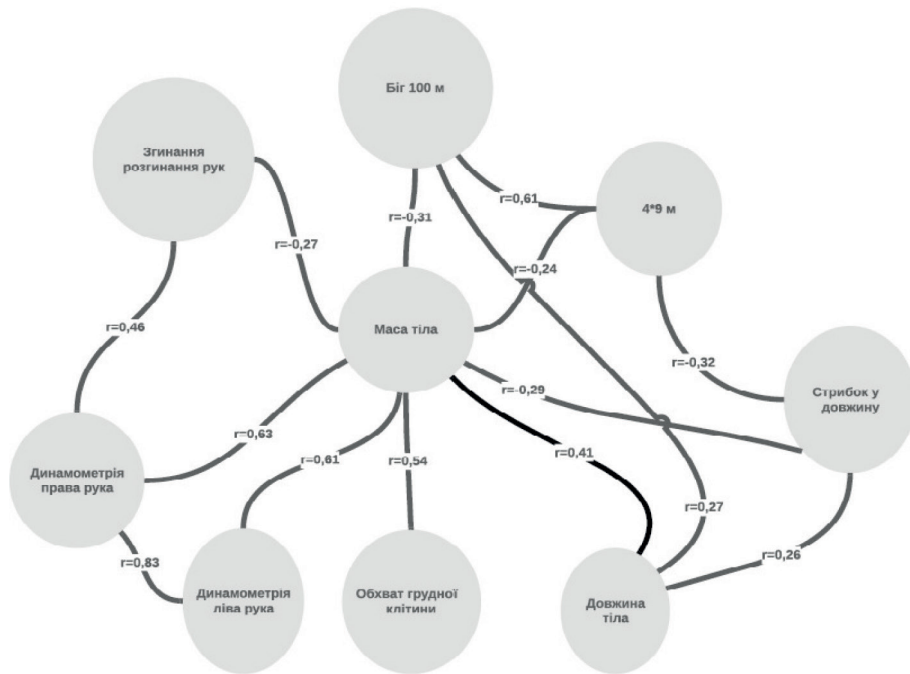 Біг 100 м
Згинання
розгинання рук
r=0,61
4*9 м
r=-0,31
r=-0,27
r=-0,24
r=0,46
Маса тіла
r=-0,32
r=-0,29
Стрибок у
довжину
r=0,63
r=0,61
r=0,54
r=0,41
Динамометрія
права рука
r=0,27
r=0,26
r=0,83
Динамометрія
ліва рука
Обхват грудної
клітини
Довжина
тіла